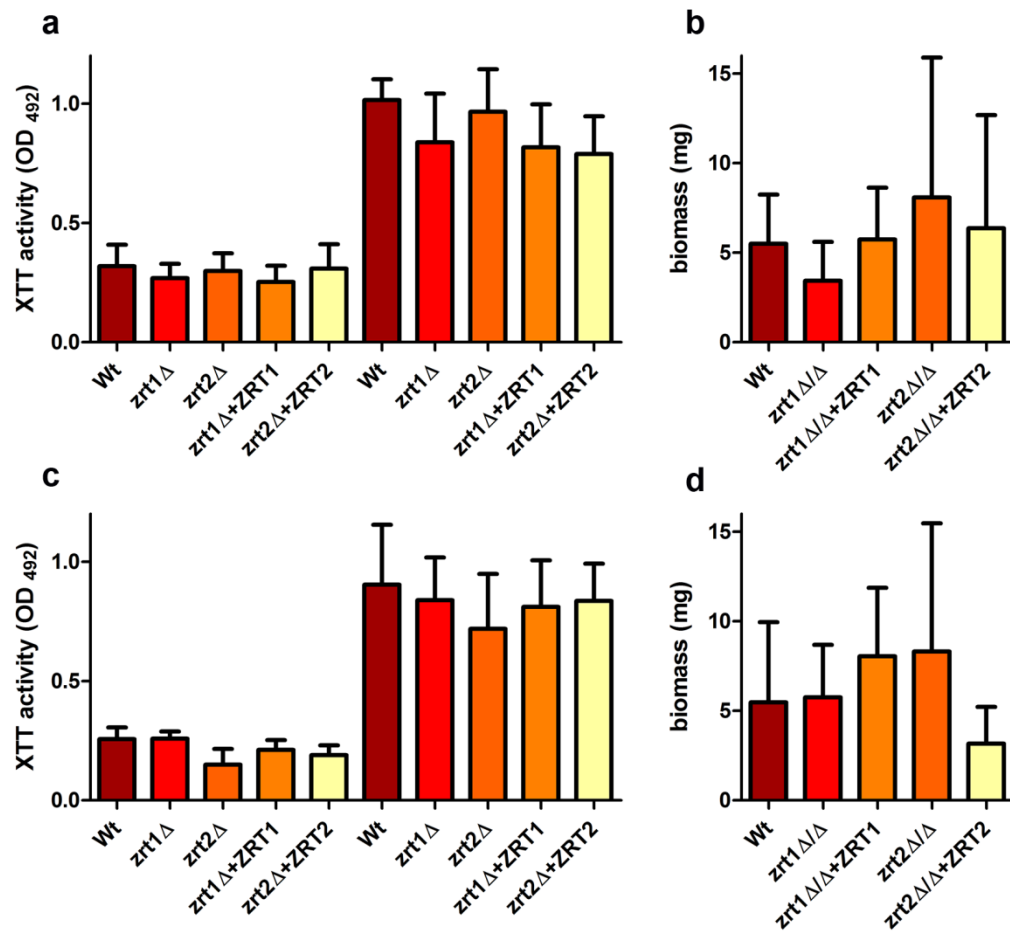 a
XTT activity (OD 492)
1.0
0.5
0.0
Wt
zrt1Δ
zrt2Δ
zrt1Δ+ZRT1
zrt2Δ+ZRT2
Wt
zrt1Δ
zrt2Δ
zrt1Δ+ZRT1
zrt2Δ+ZRT2
b
biomass (mg)
15
10
5
0
Wt
zrt1Δ/Δ
zrt1Δ/Δ+ZRT1
zrt2Δ/Δ
zrt2Δ/Δ+ZRT2
c
XTT activity (OD 492)
1.0
0.5
0.0
Wt
zrt1Δ
zrt2Δ
zrt1Δ+ZRT1
zrt2Δ+ZRT2
Wt
zrt1Δ
zrt2Δ
zrt1Δ+ZRT1
zrt2Δ+ZRT2
d
biomass (mg)
15
10
5
0
Wt
zrt1Δ/Δ
zrt1Δ/Δ+ZRT1
zrt2Δ/Δ
zrt2Δ/Δ+ZRT2